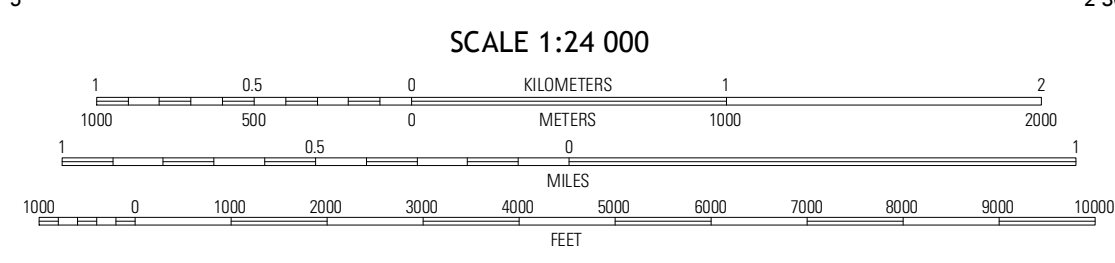 SCALE 1:24 000
1 0.5 0 KILOMETERS 1 2
1000 500 0 METERS 1000 2000
1 0.5 0 1
MILES
1000 0 1000 2000 3000 4000 5000 6000 7000 8000 9000 10000
FEET